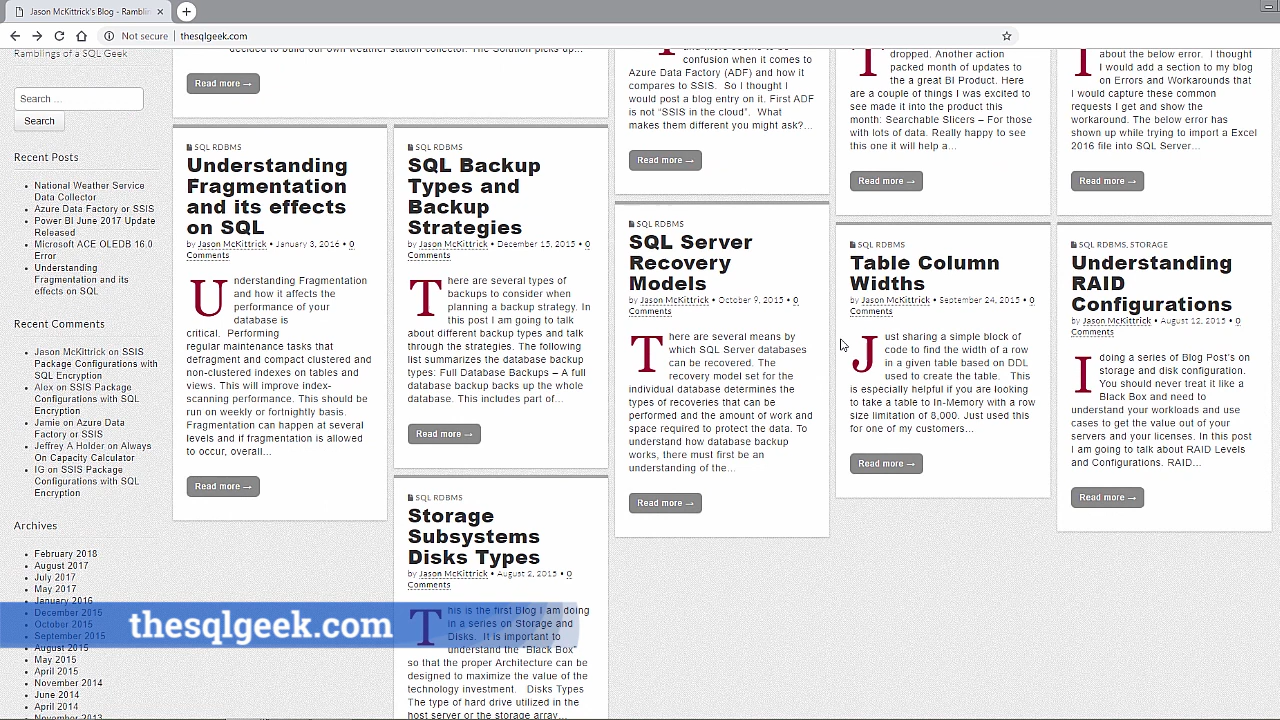 Jason McKittrick's Blog - Ramblin
Not secure | thesqlgeek.com
Ramblings of a SQL Geek
Search …
Search
Recent Posts
National Weather Service
Data Collector
Azure Data Factory or SSIS
Power BI June 2017 Update
Released
Microsoft ACE OLEDB 16.0
Error
Understanding
Fragmentation and its
effects on SQL
Recent Comments
Jason McKittrick on SSIS
Package Configurations with
SQL Encryption
Alex on SSIS Package
Configurations with SQL
Encryption
Jamie on Azure Data
Factory or SSIS
Jeffrey A Holder on Always
On Capacity Calculator
IG on SSIS Package
Configurations with SQL
Encryption
Archives
February 2018
August 2017
July 2017
May 2017
January 2016
December 2015
October 2015
September 2015
August 2015
May 2015
April 2015
November 2014
June 2014
April 2014
November 2013
thesqlgeek.com
decided to build our own weather station collector. The Solution picks up…
Read more →
SQL RDBMS
Understanding
Fragmentation
and its effects
on SQL
by Jason McKittrick • January 3, 2016 • 0
Comments
Understanding Fragmentation
and how it affects the
performance of your
database is
critical. Performing
regular maintenance tasks that
defragment and compact clustered and
non-clustered indexes on tables and
views. This will improve index-
scanning performance. This should be
run on weekly or fortnightly basis.
Fragmentation can happen at several
levels and if fragmentation is allowed
to occur, overall…
Read more →
SQL RDBMS
SQL Backup
Types and
Backup
Strategies
by Jason McKittrick • December 15, 2015 • 0
Comments
There are several types of
backups to consider when
planning a backup strategy. In
this post I am going to talk
about different backup types and talk
through the strategies. The following
list summarizes the database backup
types: Full Database Backups – A full
database backup backs up the whole
database. This includes part of…
Read more →
SQL RDBMS
Storage
Subsystems
Disks Types
by Jason McKittrick • August 2, 2015 • 0
Comments
This is the first Blog I am doing
in a series on Storage and
Disks. It is important to
understand the "Black Box"
so that the proper Architecture can be
designed to maximize the value of the
technology investment. Disks Types
The type of hard drive utilized in the
host server or the storage array…
confusion when it comes to
Azure Data Factory (ADF) and how it
compares to SSIS. So I thought I
would post a blog entry on it. First ADF
is not "SSIS in the cloud". What
makes them different you might ask?…
Read more →
SQL RDBMS
SQL Server
Recovery
Models
by Jason McKittrick • October 9, 2015 • 0
Comments
There are several means by
which SQL Server databases
can be recovered. The
recovery model set for the
individual database determines the
types of recoveries that can be
performed and the amount of work and
space required to protect the data. To
understand how database backup
works, there must first be an
understanding of the…
Read more →
dropped. Another action
packed month of updates to
the a great BI Product. Here
are a couple of things I was excited to
see made it into the product this
month: Searchable Slicers – For those
with lots of data. Really happy to see
this one it will help a…
Read more →
SQL RDBMS
Table Column
Widths
by Jason McKittrick • September 24, 2015 • 0
Comments
Just sharing a simple block of
code to find the width of a row
in a given table based on DDL
used to create the table. This
is especially helpful if you are looking
to take a table to In-Memory with a row
size limitation of 8,000. Just used this
for one of my customers…
Read more →
about the below error. I thought
I would add a section to my blog
on Errors and Workarounds that
I would capture these common
requests I get and show the
workaround. The below error has
shown up while trying to import a Excel
2016 file into SQL Server…
Read more →
SQL RDBMS, STORAGE
Understanding
RAID
Configurations
by Jason McKittrick • August 12, 2015 • 0
Comments
I doing a series of Blog Post's on
storage and disk configuration.
You should never treat it like a
Black Box and need to
understand your workloads and use
cases to get the value out of your
servers and your licenses. In this post
I am going to talk about RAID Levels
and Configurations. RAID…
Read more →